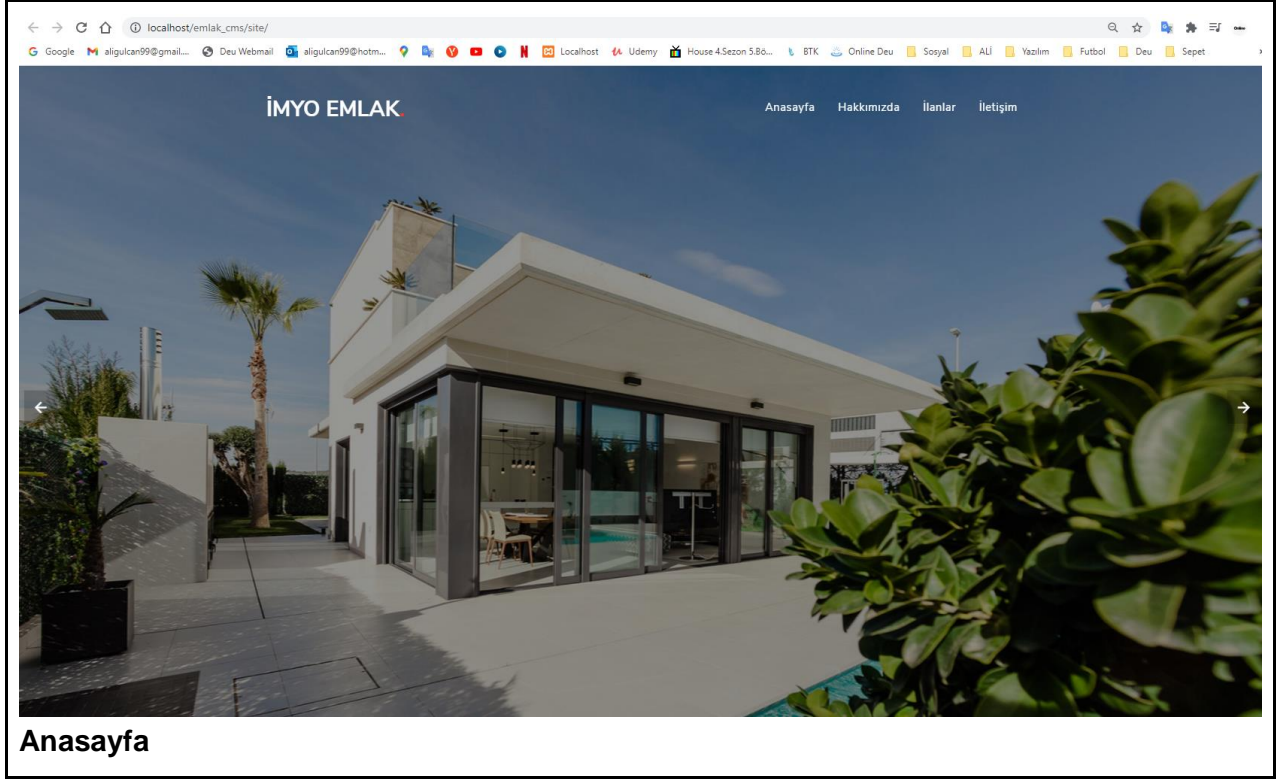 localhost/emlak_cms/site/
Google aligulcan99@gmail.... Deu Webmail aligulcan99@hotm... Localhost Udemy House 4.Sezon 5.Bö... BTK Online Deu Sosyal ALİ Yazılım Futbol Deu Sepet
İMYO EMLAK. Anasayfa Hakkımızda İlanlar İletişim
Anasayfa